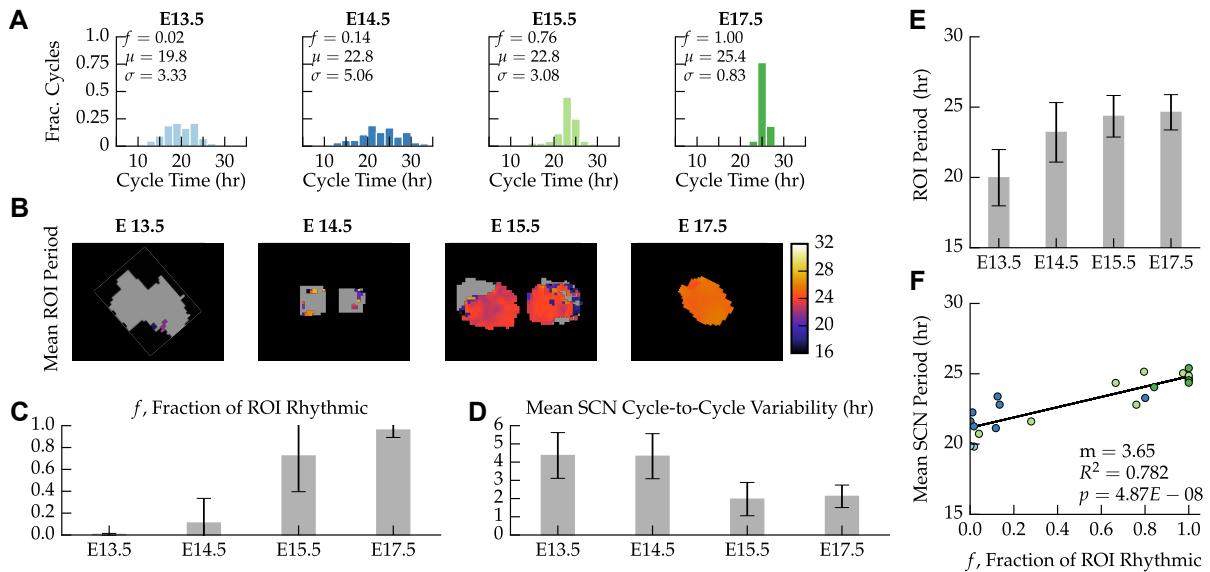 A
E13.5
E14.5
E15.5
E17.5
Frac. Cycles
1.0
0.75
0.5
0.25
0
f = 0.02
μ = 19.8
σ = 3.33
f = 0.14
μ = 22.8
σ = 5.06
f = 0.76
μ = 22.8
σ = 3.08
f = 1.00
μ = 25.4
σ = 0.83
10 20 30
10 20 30
10 20 30
10 20 30
Cycle Time (hr)
Cycle Time (hr)
Cycle Time (hr)
Cycle Time (hr)
B
E 13.5
E 14.5
E 15.5
E 17.5
Mean ROI Period
32
28
24
20
16
C
f, Fraction of ROI Rhythmic
1.0
0.8
0.6
0.4
0.2
0.0
E13.5 E14.5 E15.5 E17.5
D
Mean SCN Cycle-to-Cycle Variability (hr)
6
5
4
3
2
1
0
E13.5 E14.5 E15.5 E17.5
E
ROI Period (hr)
30
25
20
15
E13.5 E14.5 E15.5 E17.5
F
Mean SCN Period (hr)
30
25
20
15
m = 3.65
R² = 0.782
p = 4.87E − 08
0.0 0.2 0.4 0.6 0.8 1.0
f, Fraction of ROI Rhythmic